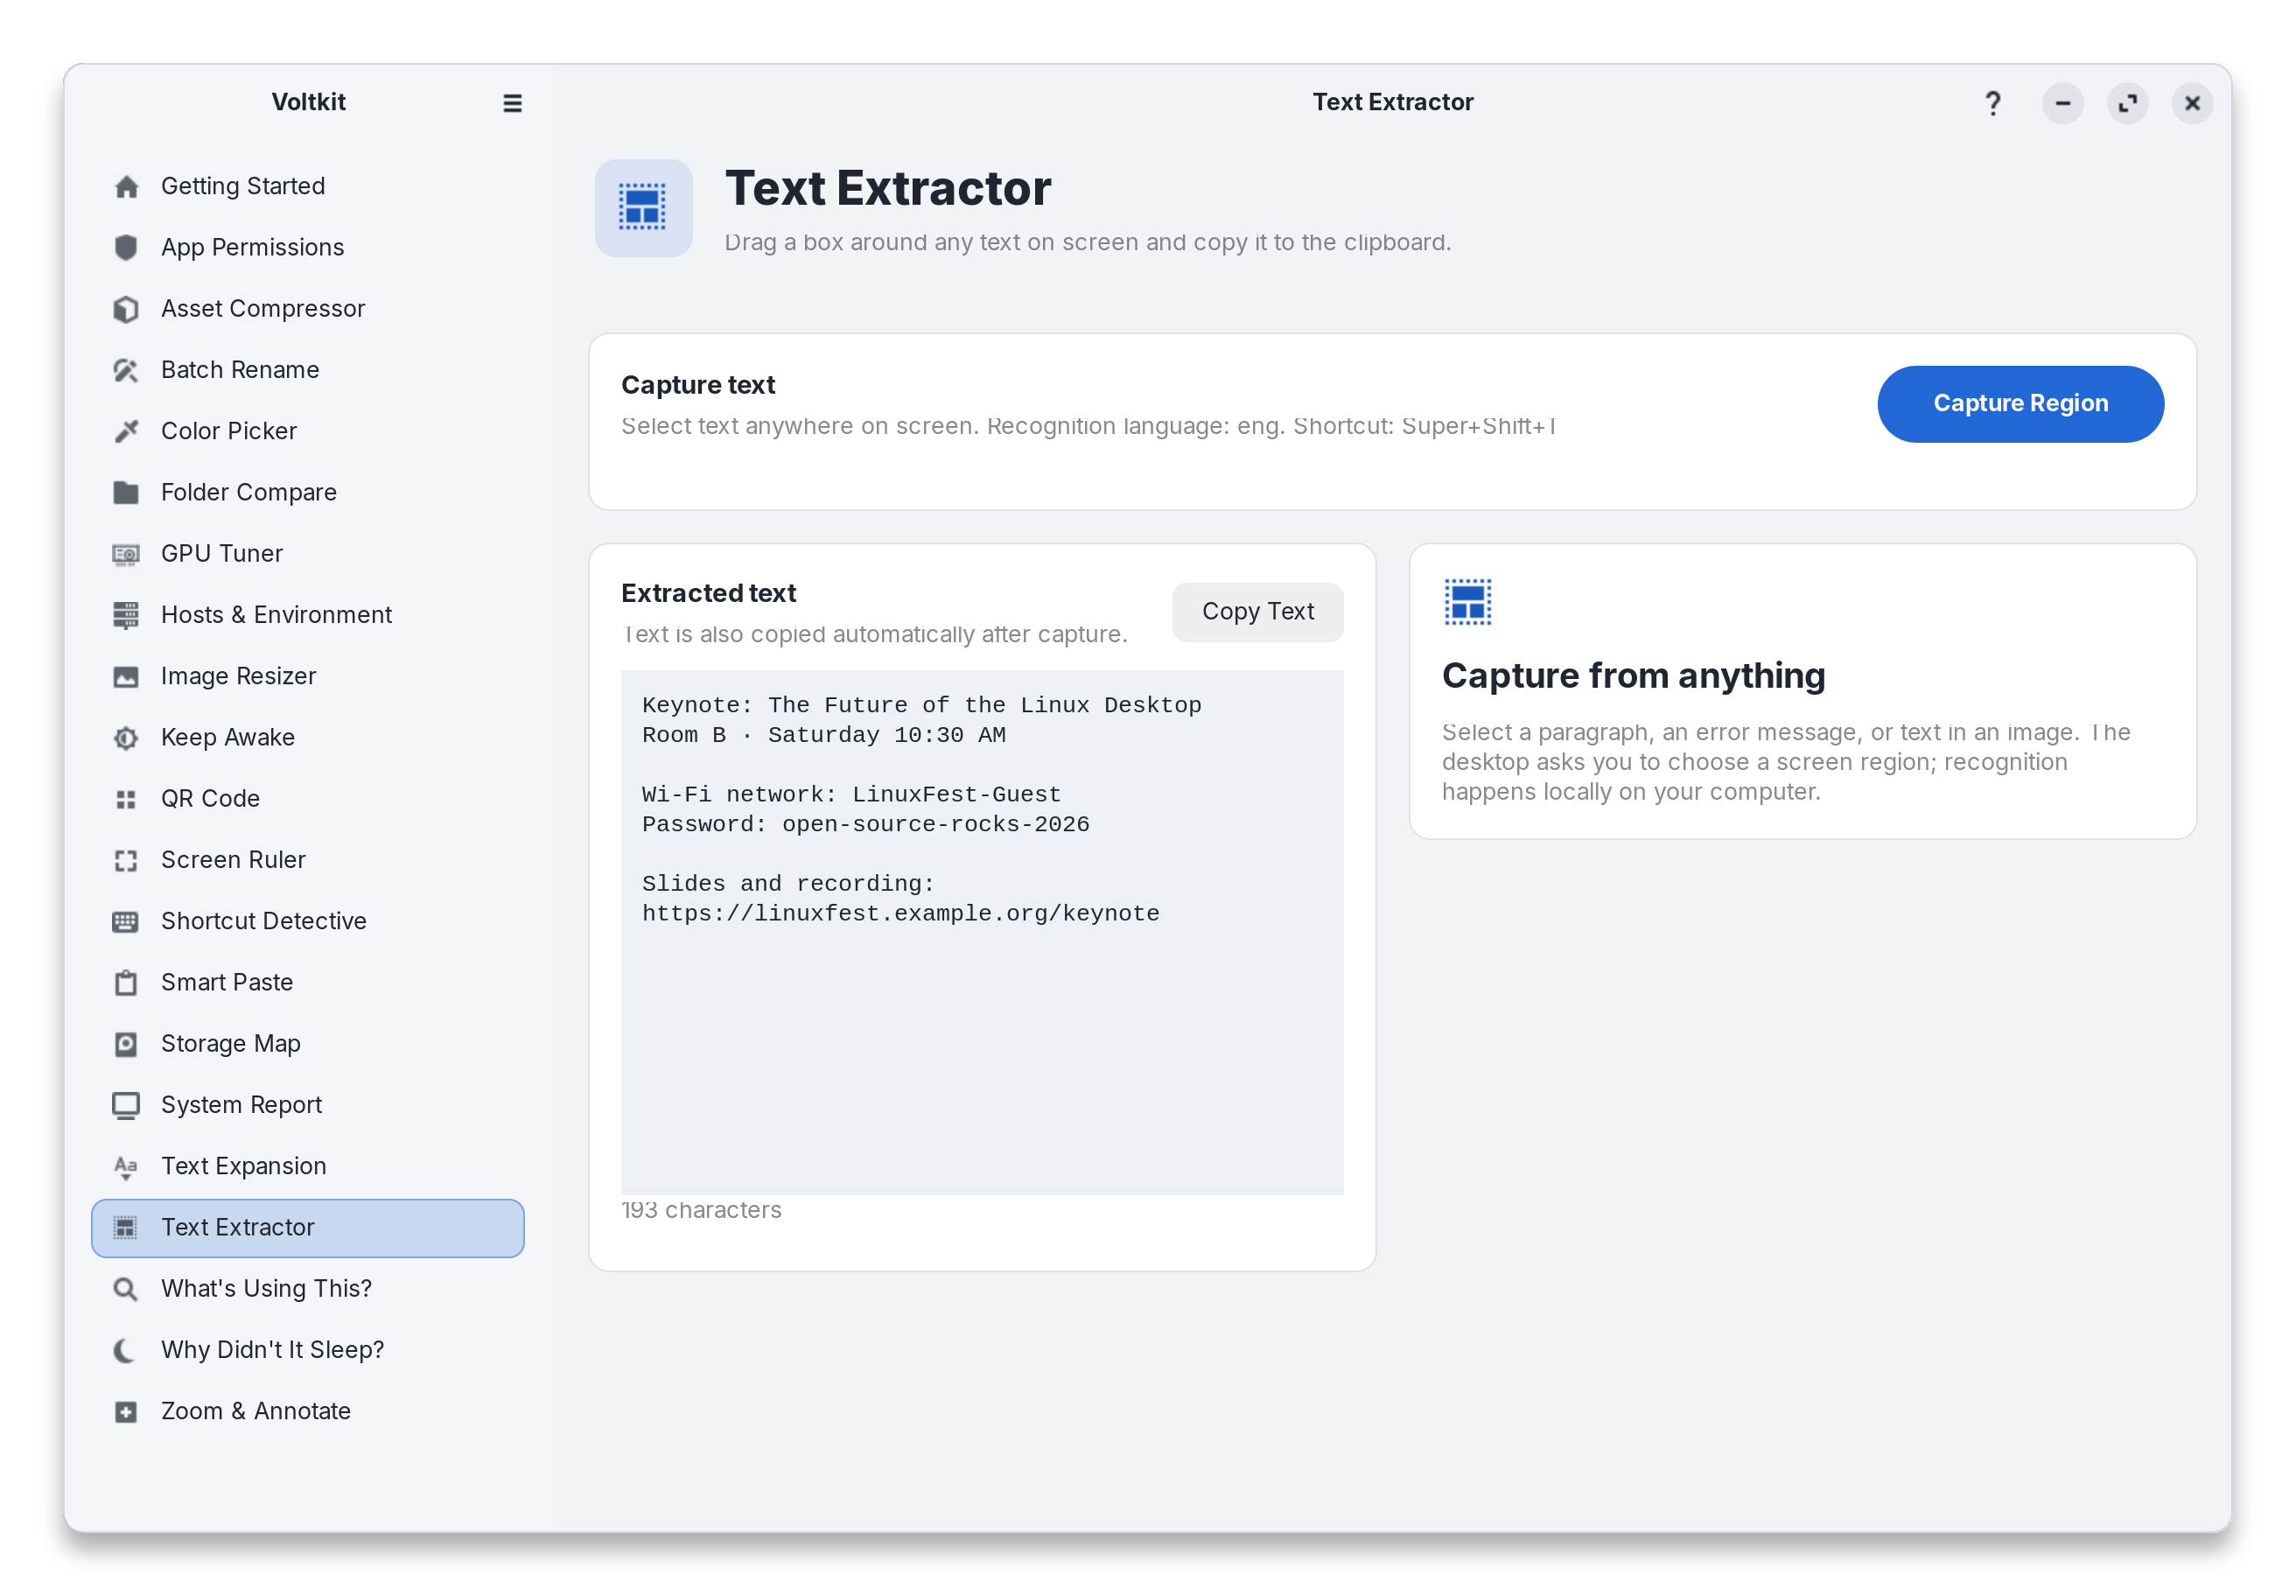 Voltkit
Text Extractor
?
Getting Started
App Permissions
Asset Compressor
Batch Rename
Color Picker
Folder Compare
GPU Tuner
Hosts & Environment
Image Resizer
Keep Awake
QR Code
Screen Ruler
Shortcut Detective
Smart Paste
Storage Map
System Report
Text Expansion
Text Extractor
What's Using This?
Why Didn't It Sleep?
Zoom & Annotate
Text Extractor
Drag a box around any text on screen and copy it to the clipboard.
Capture text
Select text anywhere on screen. Recognition language: eng. Shortcut: Super+Shift+T
Capture Region
Extracted text
Text is also copied automatically after capture.
Copy Text
Keynote: The Future of the Linux Desktop
Room B · Saturday 10:30 AM
Wi-Fi network: LinuxFest-Guest
Password: open-source-rocks-2026
Slides and recording:
https://linuxfest.example.org/keynote
193 characters
Capture from anything
Select a paragraph, an error message, or text in an image. The
desktop asks you to choose a screen region; recognition
happens locally on your computer.